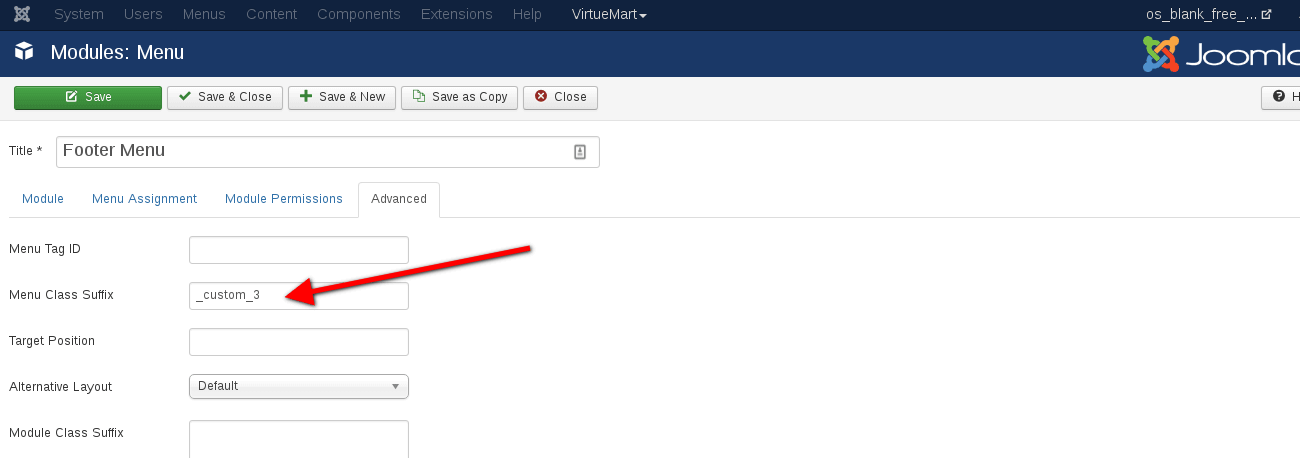 System Users Menus Content Components Extensions Help VirtueMart os_blank_free_...
Modules: Menu
Save Save & Close Save & New Save as Copy Close
Title * Footer Menu
Module Menu Assignment Module Permissions Advanced
Menu Tag ID
Menu Class Suffix _custom_3
Target Position
Alternative Layout Default
Module Class Suffix